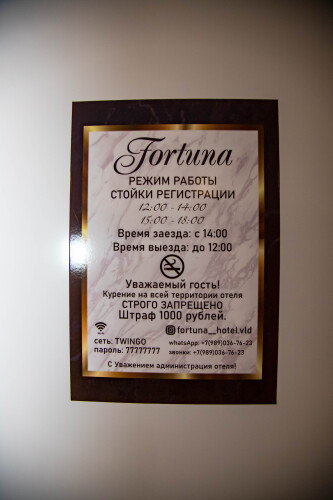 Fortuna
РЕЖИМ РАБОТЫ
СТОЙКИ РЕГИСТРАЦИИ
12:00 - 14:00
15:00 - 18:00
Время заезда: с 14:00
Время выезда: до 12:00
Уважаемый гость!
Курение на всей территории отеля
СТРОГО ЗАПРЕЩЕНО
Штраф 1000 рублей.
fortuna__hotel.vld
сеть: TWINGO
пароль: 77777777
whatsApp: +7(989)036-76-23
звонки: +7(989)036-76-23
С Уважением администрация отеля!